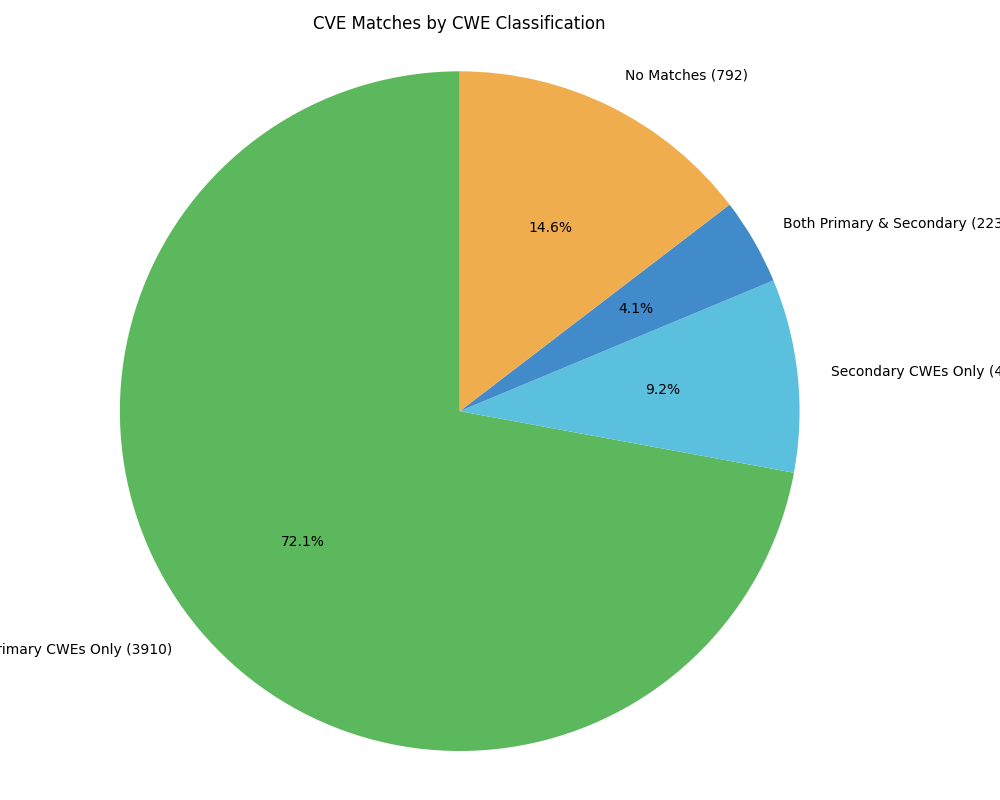 CVE Matches by CWE Classification
No Matches (792)
Both Primary & Secondary (223
14.6%
4.1%
Secondary CWEs Only (4
9.2%
72.1%
rimary CWEs Only (3910)